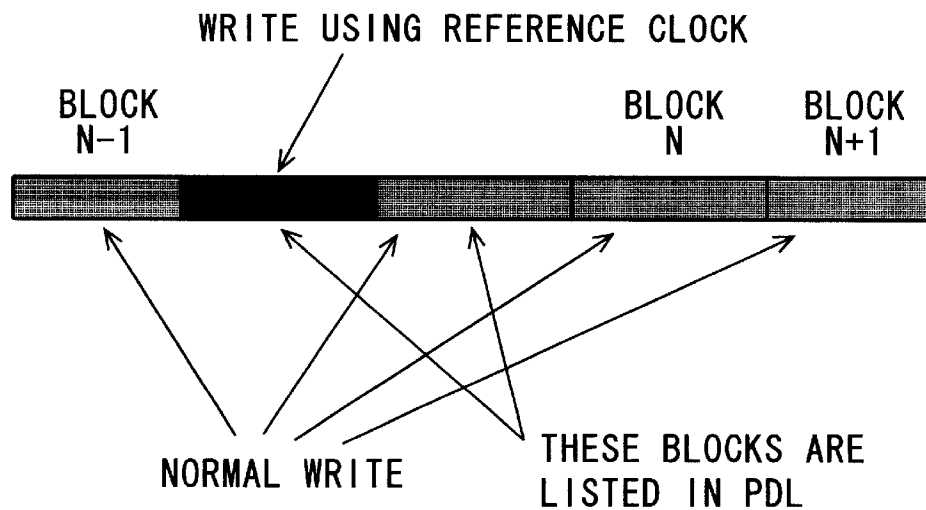 WRITE USING REFERENCE CLOCK
BLOCK
N-1
BLOCK
N
BLOCK
N+1
NORMAL WRITE
THESE BLOCKS ARE
LISTED IN PDL